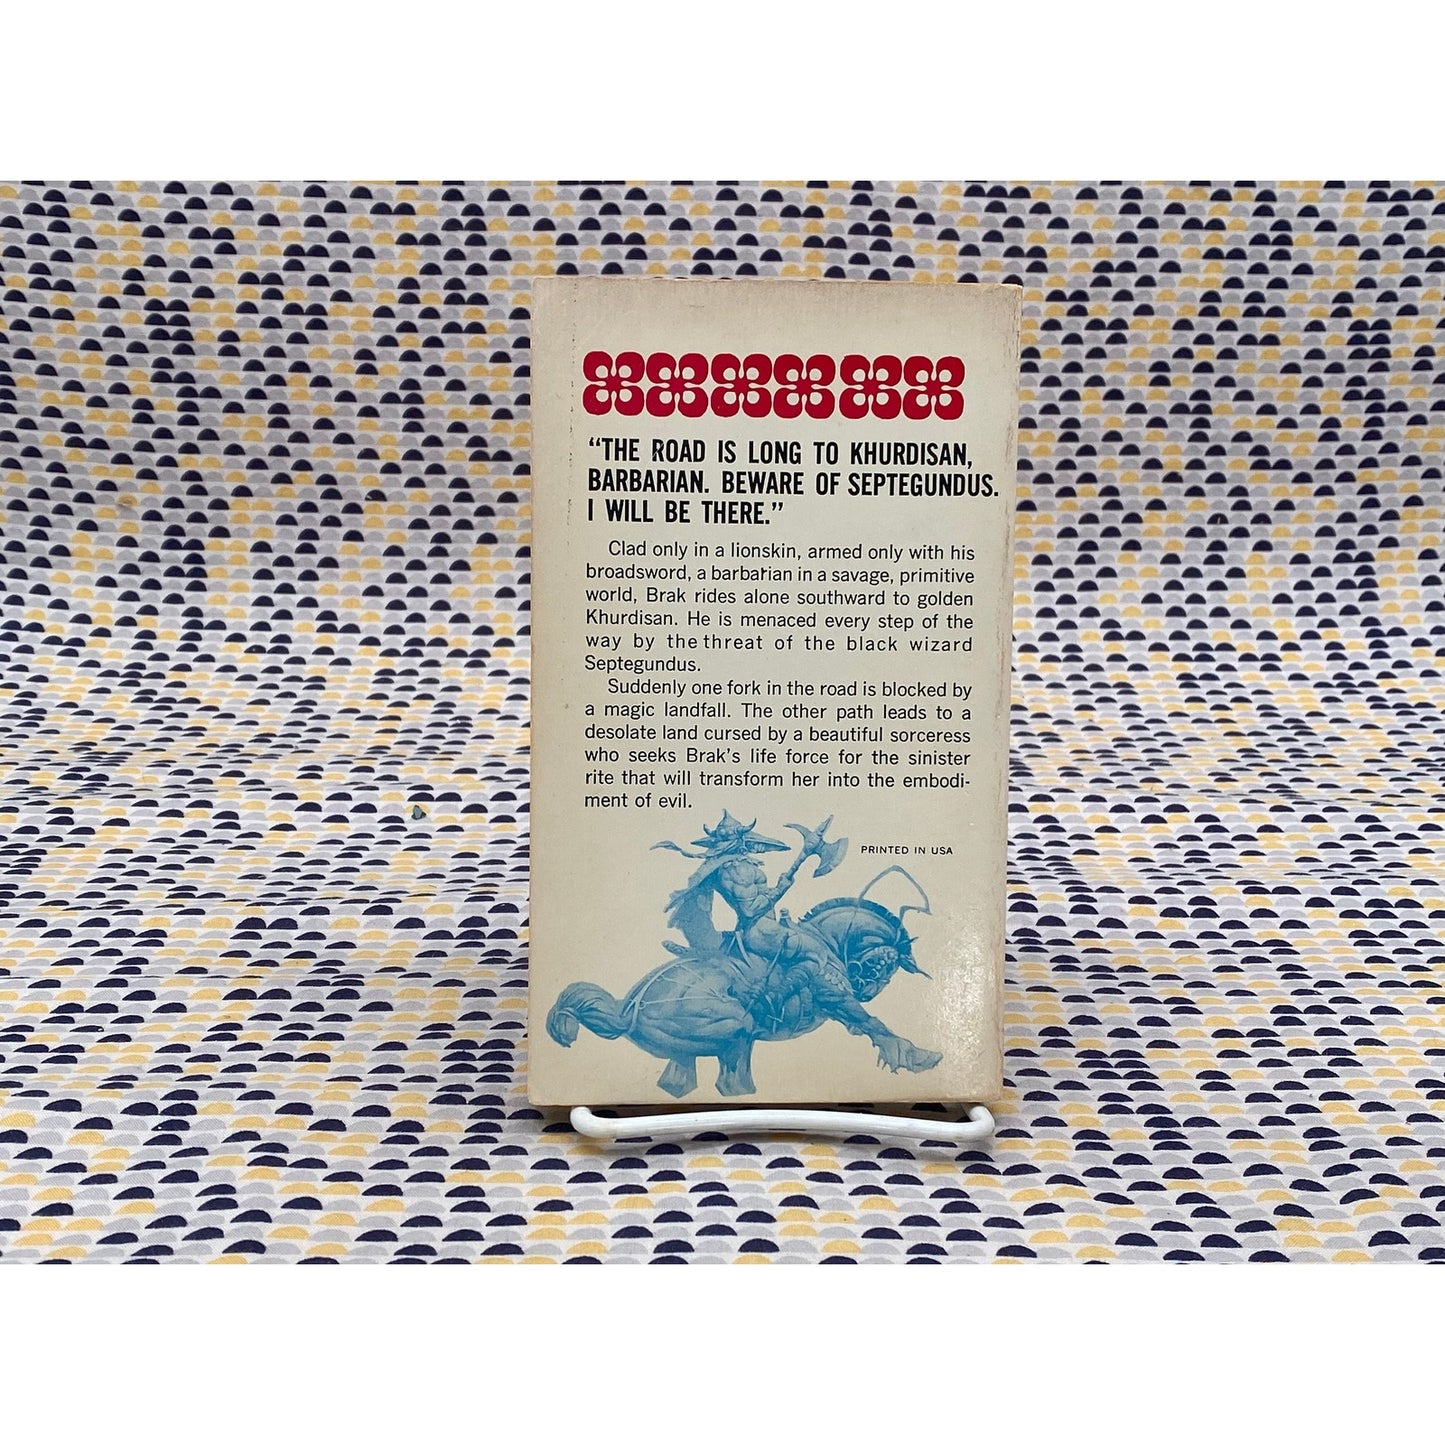 “THE ROAD IS LONG TO KHURDISAN,
BARBARIAN. BEWARE OF SEPTEGUNDUS.
I WILL BE THERE.”
Clad only in a lionskin, armed only with his
broadsword, a barbarian in a savage, primitive
world, Brak rides alone southward to golden
Khurdisan. He is menaced every step of the
way by the threat of the black wizard
Septegundus.
Suddenly one fork in the road is blocked by
a magic landfall. The other path leads to a
desolate land cursed by a beautiful sorceress
who seeks Brak’s life force for the sinister
rite that will transform her into the embodi-
ment of evil.
PRINTED IN USA